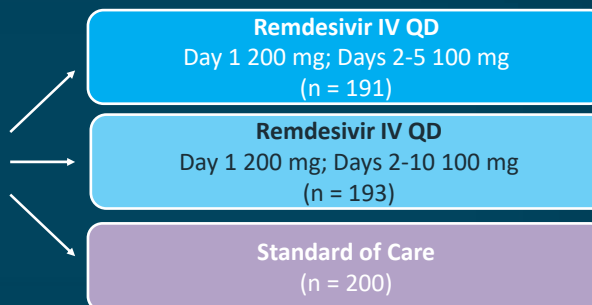 Remdesivir IV QD
Day 1 200 mg; Days 2-5 100 mg
(n = 191)
Remdesivir IV QD
Day 1 200 mg; Days 2-10 100 mg
(n = 193)
Standard of Care
(n = 200)